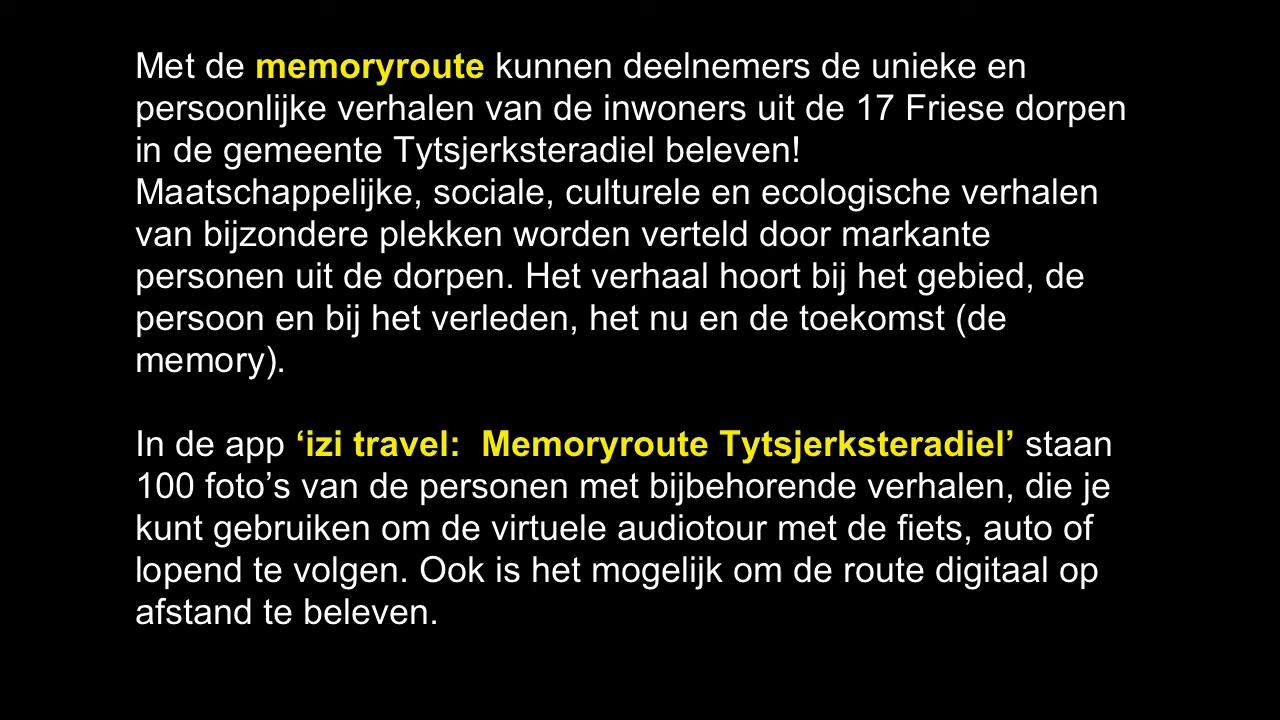 Met de memoryroute kunnen deelnemers de unieke en
persoonlijke verhalen van de inwoners uit de 17 Friese dorpen
in de gemeente Tytsjerksteradiel beleven!
Maatschappelijke, sociale, culturele en ecologische verhalen
van bijzondere plekken worden verteld door markante
personen uit de dorpen. Het verhaal hoort bij het gebied, de
persoon en bij het verleden, het nu en de toekomst (de
memory).
In de app ‘izi travel:  Memoryroute Tytsjerksteradiel’ staan
100 foto’s van de personen met bijbehorende verhalen, die je
kunt gebruiken om de virtuele audiotour met de fiets, auto of
lopend te volgen. Ook is het mogelijk om de route digitaal op
afstand te beleven.